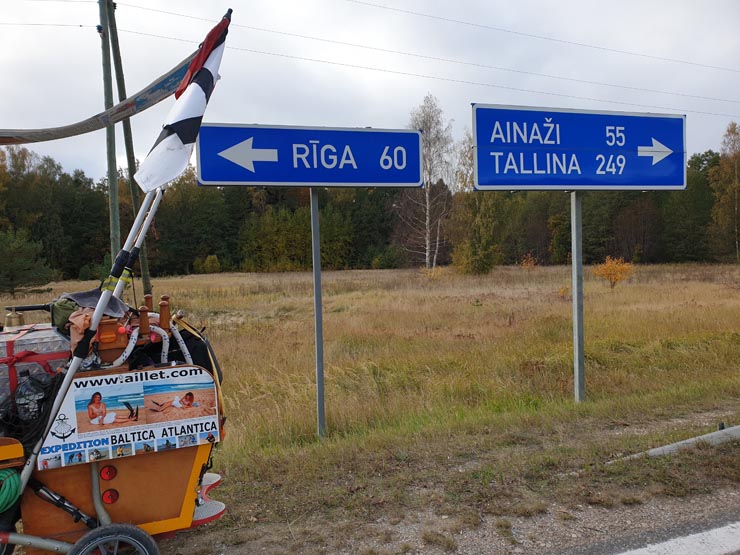 RĪGA 60
AINAŽI 55
TALLINA 249
www.aillet.com
EXPEDITION BALTICA ATLANTICA